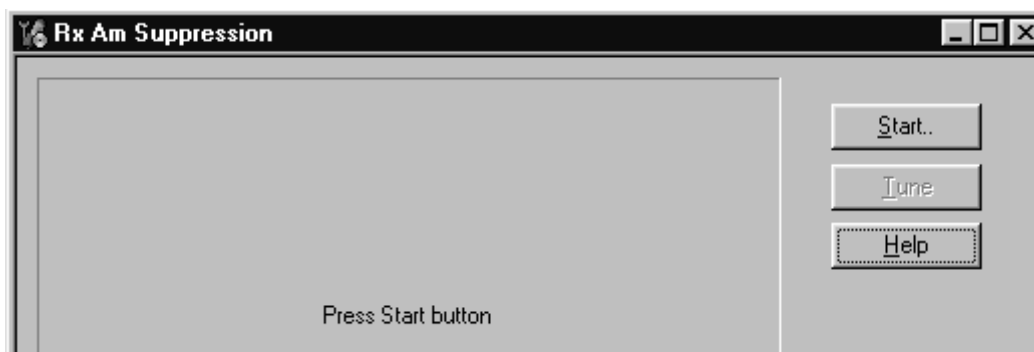 Rx Am Suppression
Start..
Tune
Help
Press Start button